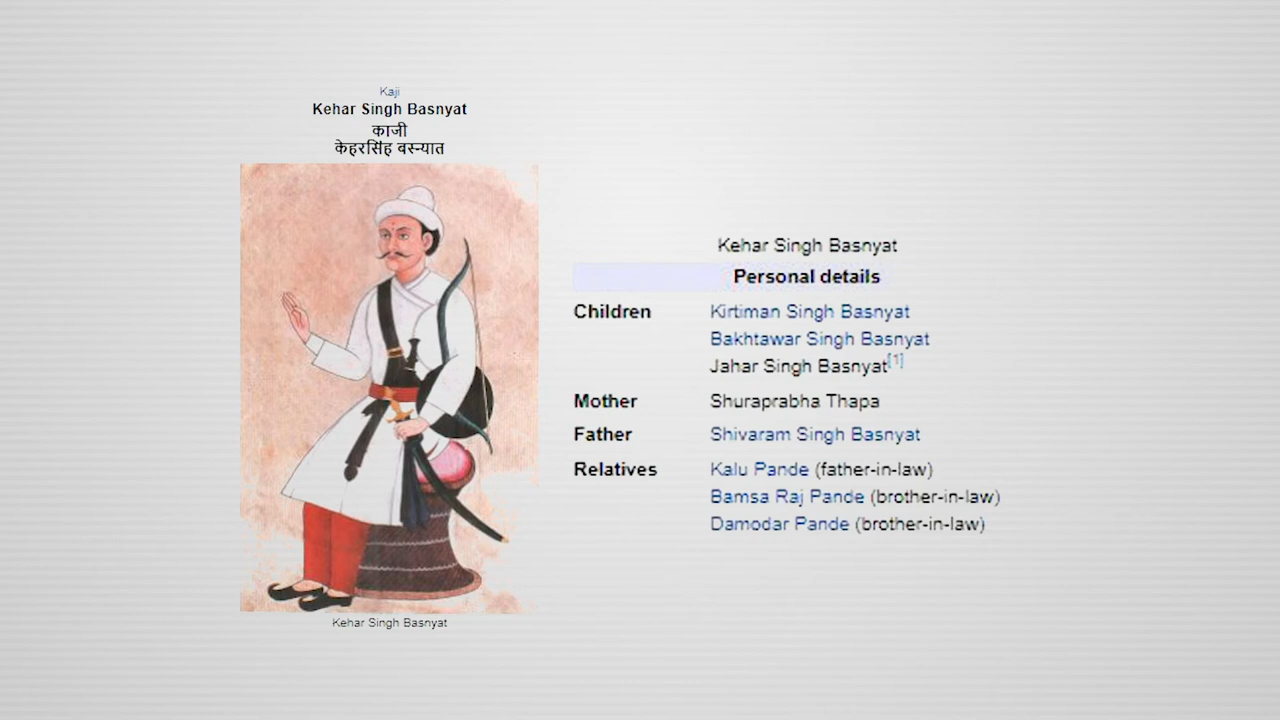 Kaji
Kehar Singh Basnyat
काजी
केहरसिंह बस्न्यात
Kehar Singh Basnyat
Kehar Singh Basnyat
Personal details
Children Kirtiman Singh Basnyat
Bakhtawar Singh Basnyat
Jahar Singh Basnyat[1]
Mother Shuraprabha Thapa
Father Shivaram Singh Basnyat
Relatives Kalu Pande (father-in-law)
Bamsa Raj Pande (brother-in-law)
Damodar Pande (brother-in-law)